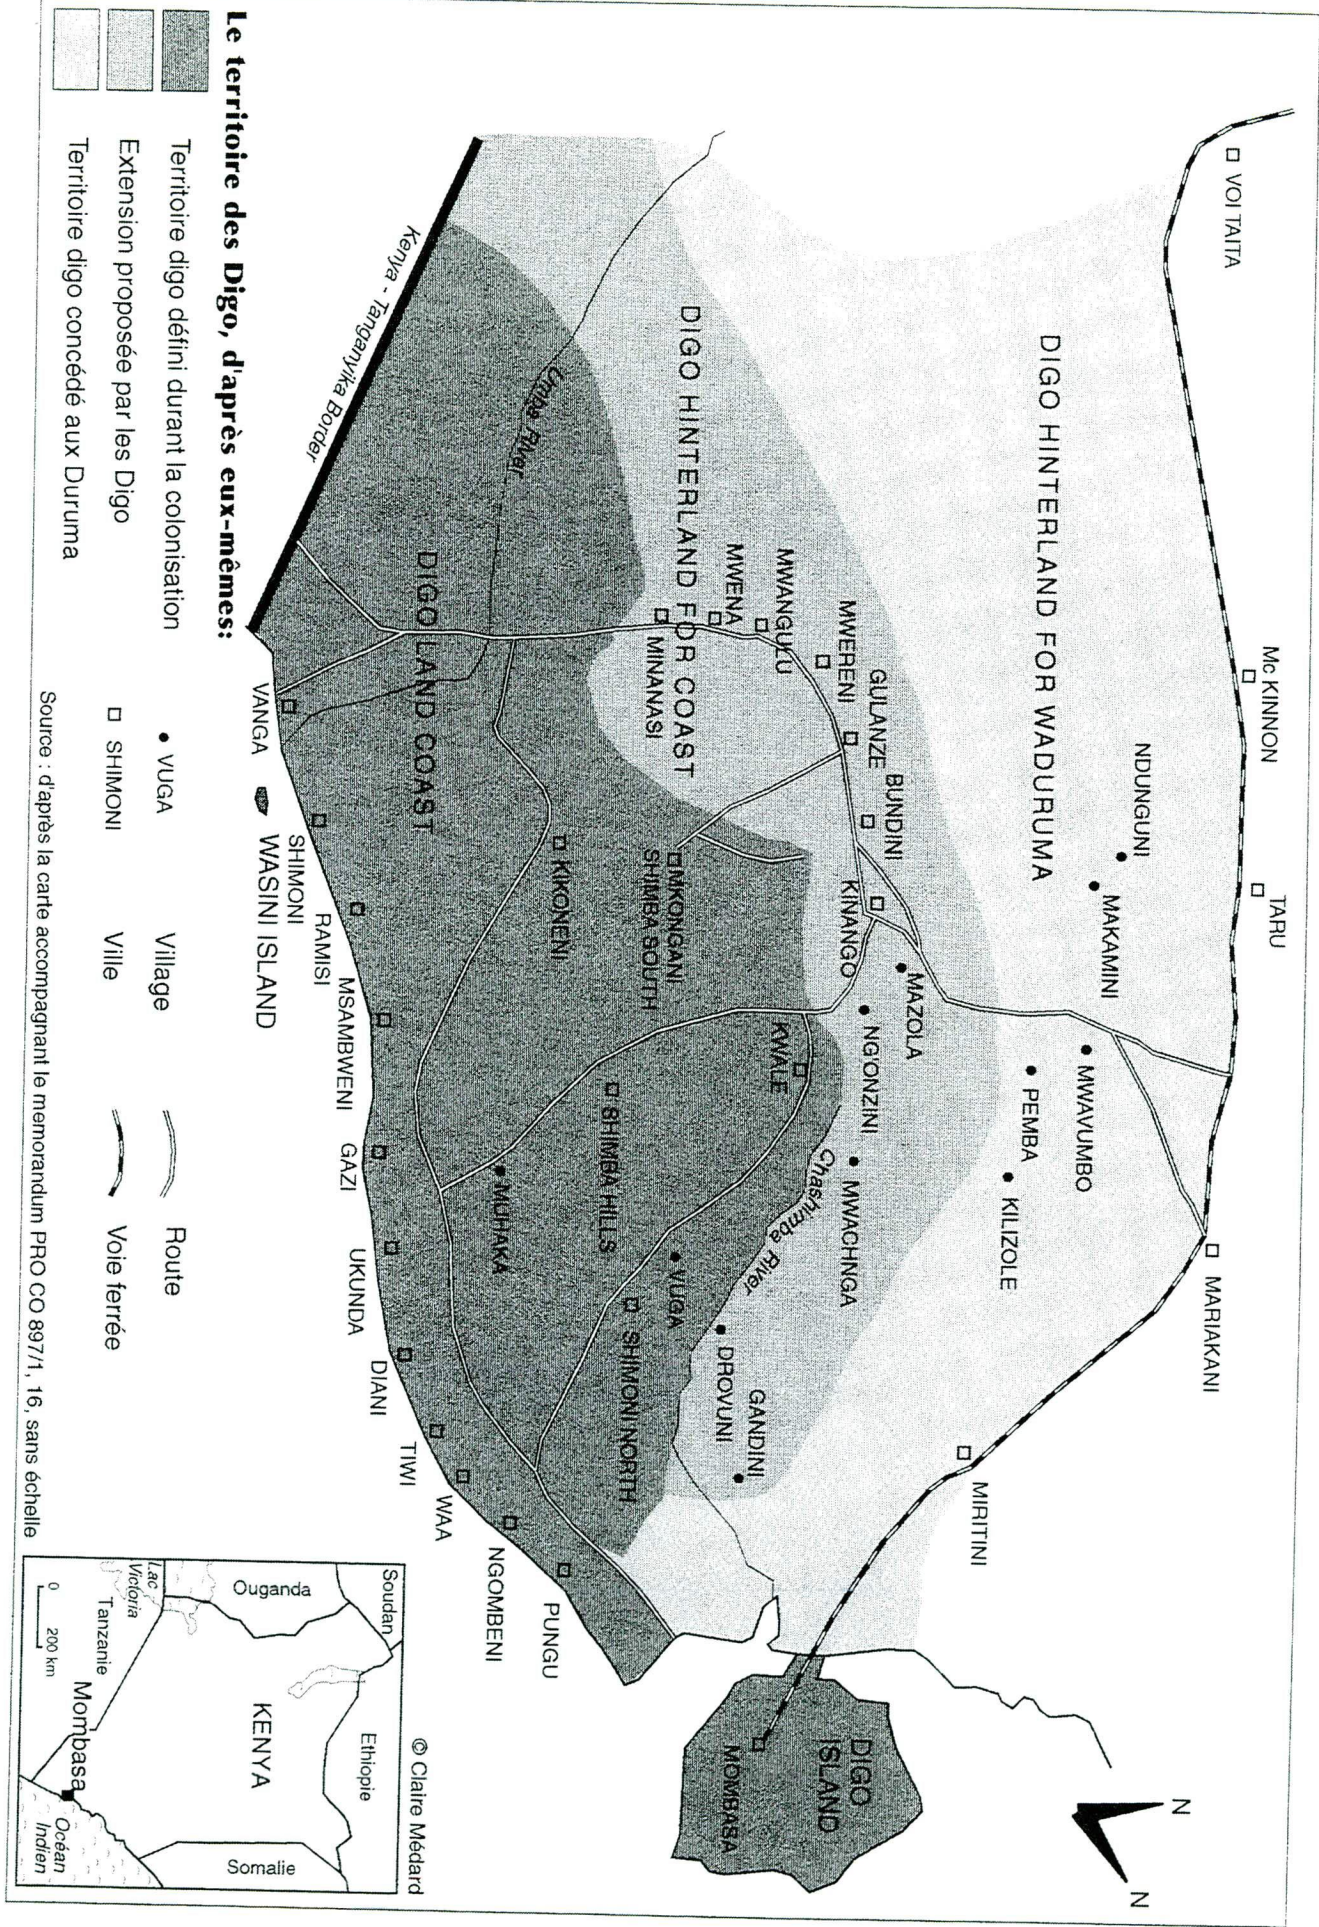 VOI TAITA
Mc KINNON
TARU
MARIAKANI
MIRITINI
NDUNGUNI
MAKAMINI
DIGO HINTERLAND FOR WADURUMA
MWAVUMBO
PEMBA
KILIZOLE
BUNDINI
GULANZE
MWERENI
MWANGULU
MWENA
MINANASI
DIGO HINTERLAND FOR COAST
KINANGO
MAZOLA
NG'ONZINI
MWACHNGA
Chashimba River
DROVUNI
GANDINI
KWALE
MKONGANI
SHIMBA SOUTH
VUGA
SHIMONI NORTH
SHIMBA HILLS
KIKONENI
MUHAKA
Umba River
DIGO LAND COAST
Kenya - Tanganyika Border
VANGA
WASINI ISLAND
SHIMONI
RAMISI
MSAMBWENI
GAZI
UKUNDA
DIANI
TIWI
WAA
NGOMBENI
PUNGU
DIGO
ISLAND
MOMBASA
N
N
Le territoire des Digo, d'après eux-mêmes:
Territoire digo défini durant la colonisation
Extension proposée par les Digo
Territoire digo concédé aux Duruma
VUGA
Village
Route
SHIMONI
Ville
Voie ferrée
Source : d'après la carte accompagnant le memorandum PRO CO 897/1, 16, sans échelle
© Claire Médard
Soudan
Ethiopie
Ouganda
KENYA
Somalie
Lac
Victoria
Tanzanie
Mombasa
Océan
Indien
0
200 km